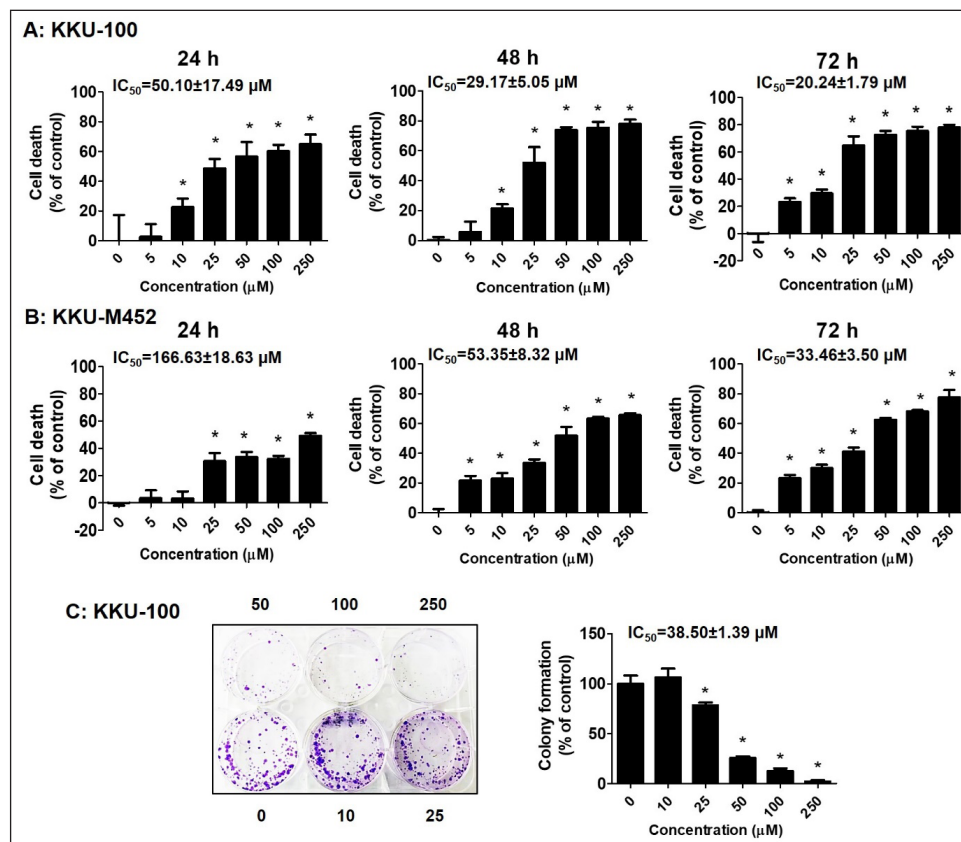 A: KKU-100
24 h
IC50=50.10±17.49 µM
Cell death
(% of control)
100
80
60
40
20
0
0 5 10 25 50 100 250
Concentration (µM)
48 h
IC50=29.17±5.05 µM
Cell death
(% of control)
100
80
60
40
20
0
0 5 10 25 50 100 250
Concentration (µM)
72 h
IC50=20.24±1.79 µM
Cell death
(% of control)
100
80
60
40
20
0
-20
0 5 10 25 50 100 250
Concentration (µM)
B: KKU-M452
24 h
IC50=166.63±18.63 µM
Cell death
(% of control)
100
80
60
40
20
0
-20
0 5 10 25 50 100 250
Concentration (µM)
48 h
IC50=53.35±8.32 µM
Cell death
(% of control)
100
80
60
40
20
0
0 5 10 25 50 100 250
Concentration (µM)
72 h
IC50=33.46±3.50 µM
Cell death
(% of control)
100
80
60
40
20
0
0 5 10 25 50 100 250
Concentration (µM)
C: KKU-100
50 100 250
0 10 25
IC50=38.50±1.39 µM
Colony formation
(% of control)
150
100
50
0
0 10 25 50 100 250
Concentration (µM)